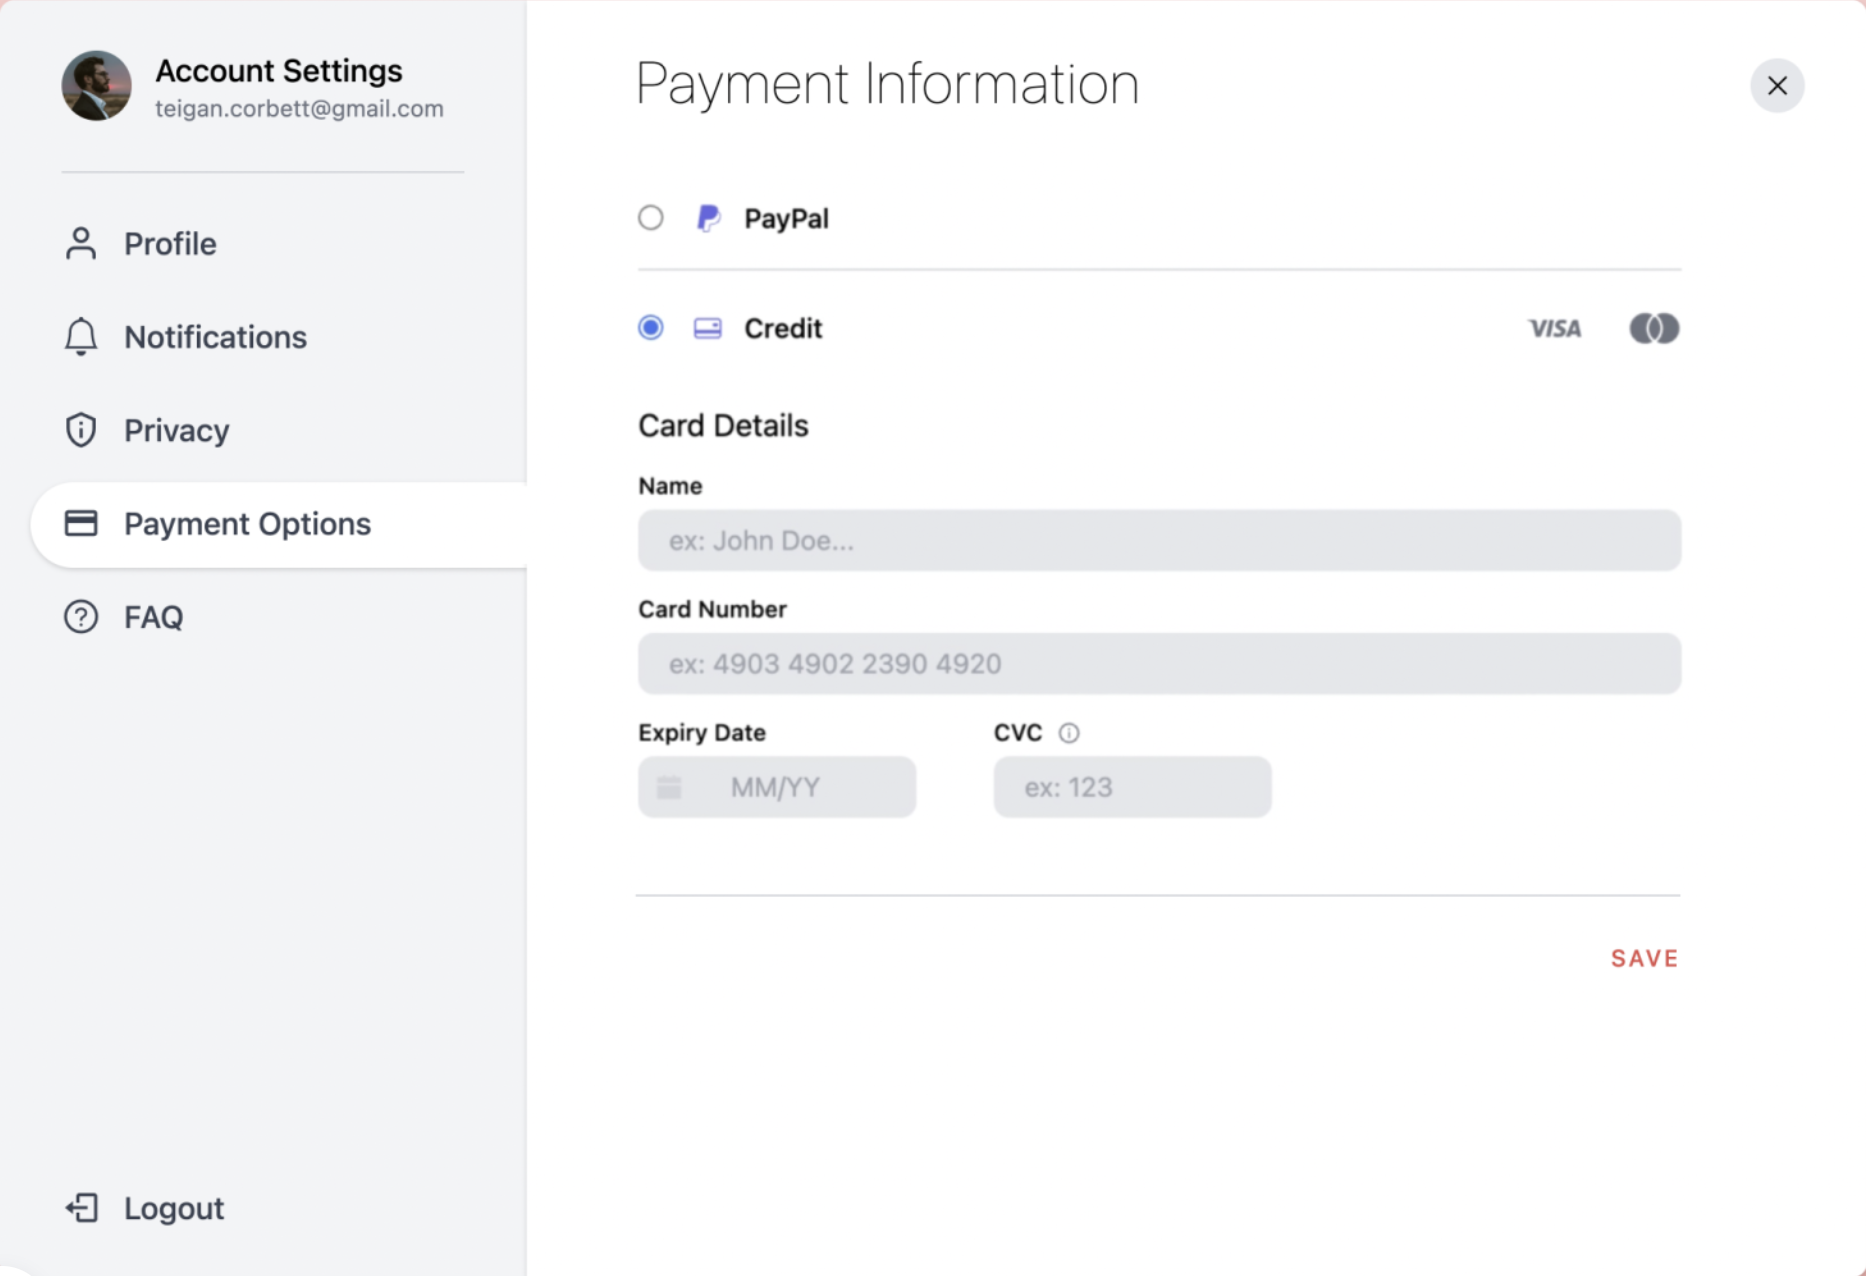 Account Settings
teigan.corbett@gmail.com
Profile
Notifications
Privacy
Payment Options
FAQ
Logout
Payment Information
PayPal
Credit
VISA
Card Details
Name
ex: John Doe...
Card Number
ex: 4903 4902 2390 4920
Expiry Date
CVC
MM/YY
ex: 123
SAVE